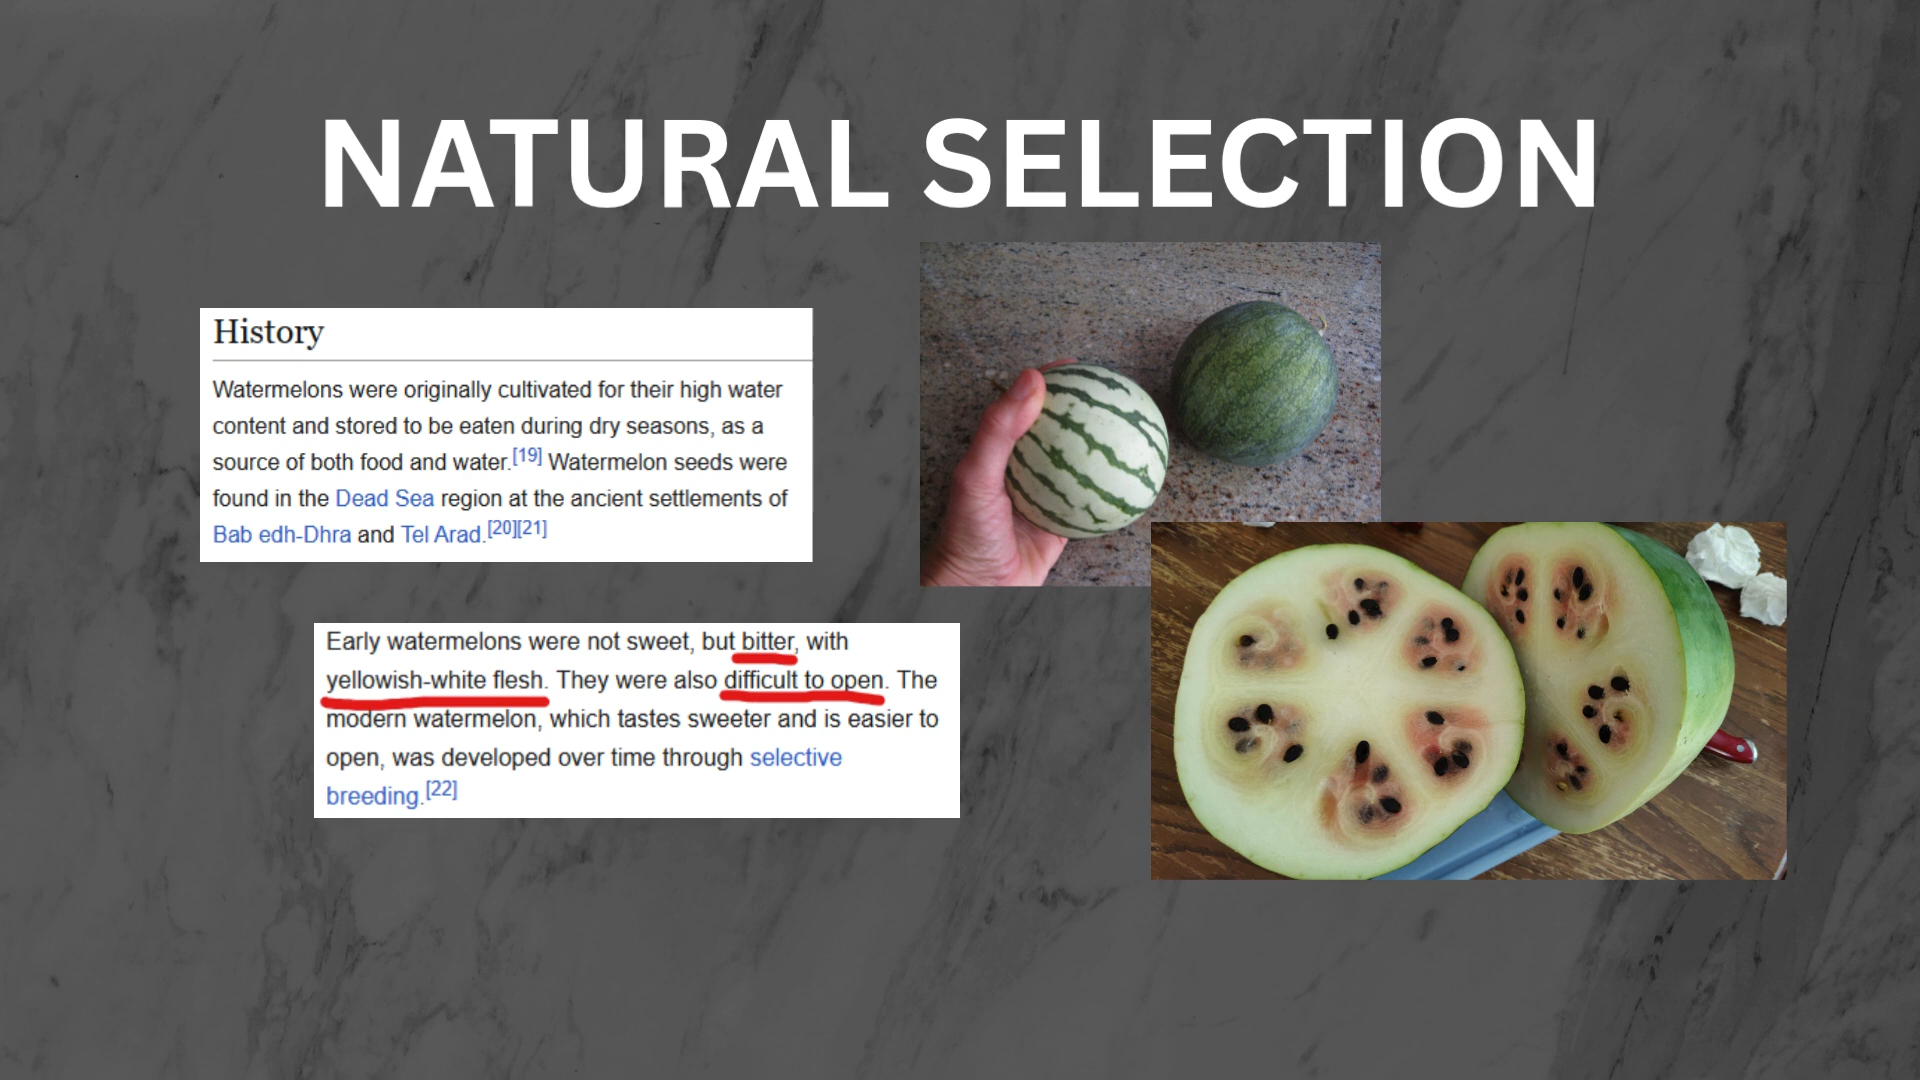 NATURAL SELECTION
History
Watermelons were originally cultivated for their high water
content and stored to be eaten during dry seasons, as a
source of both food and water.[19] Watermelon seeds were
found in the Dead Sea region at the ancient settlements of
Bab edh-Dhra and Tel Arad.[20][21]
Early watermelons were not sweet, but bitter, with
yellowish-white flesh. They were also difficult to open. The
modern watermelon, which tastes sweeter and is easier to
open, was developed over time through selective
breeding.[22]